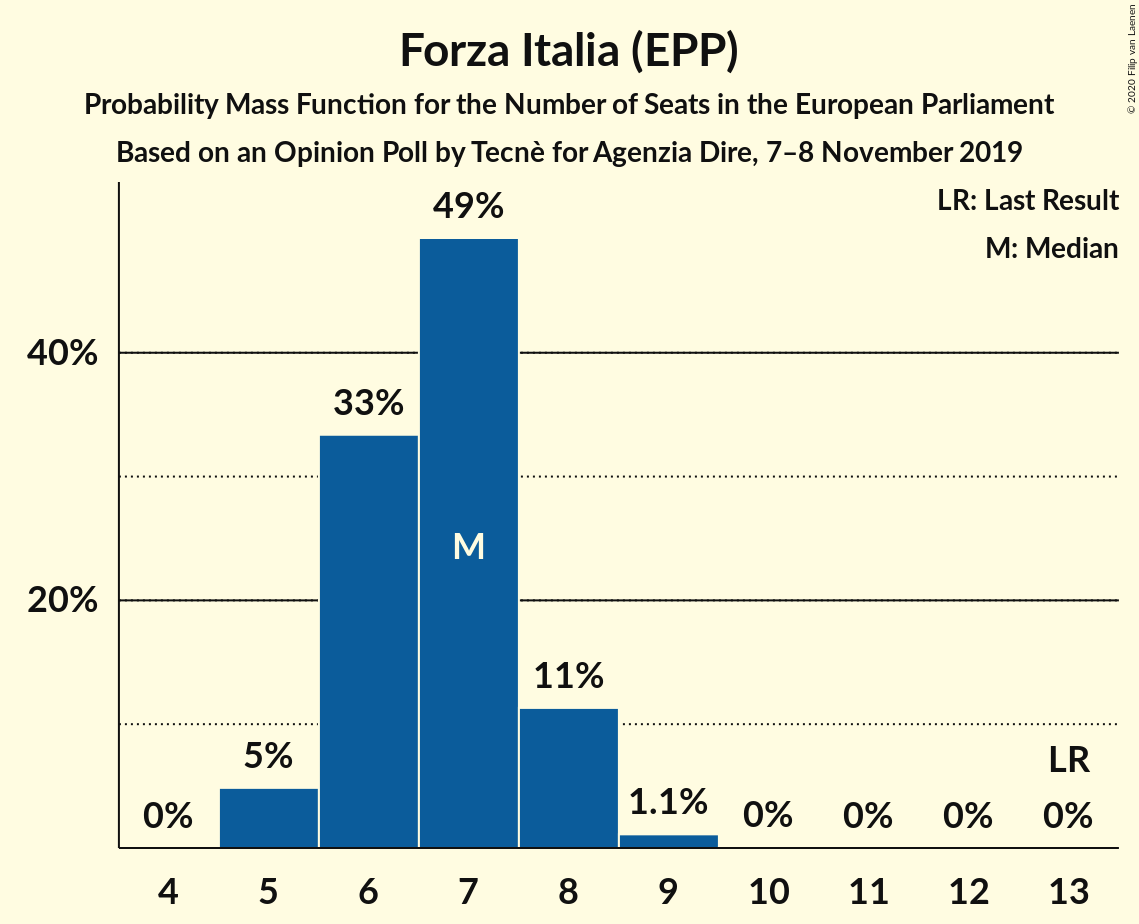 Forza Italia (EPP)
Probability Mass Function for the Number of Seats in the European Parliament
Based on an Opinion Poll by Tecnè for Agenzia Dire, 7–8 November 2019
© 2020 Filip van Laenen
LR: Last Result
M: Median
49%
40%
33%
M
20%
11%
5%
LR
0%
1.1%
0%
0%
0%
0%
4 5 6 7 8 9 10 11 12 13